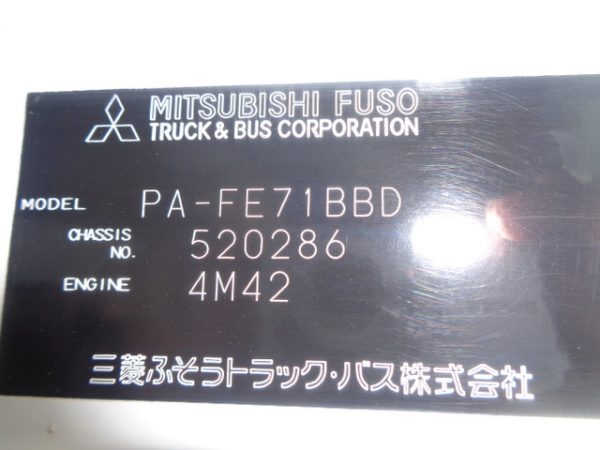 MITSUBISHI FUSO
TRUCK & BUS CORPORATION
MODEL PA-FE71BBD
CHASSIS NO. 520286
ENGINE 4M42
三菱ふそうトラック・バス株式会社